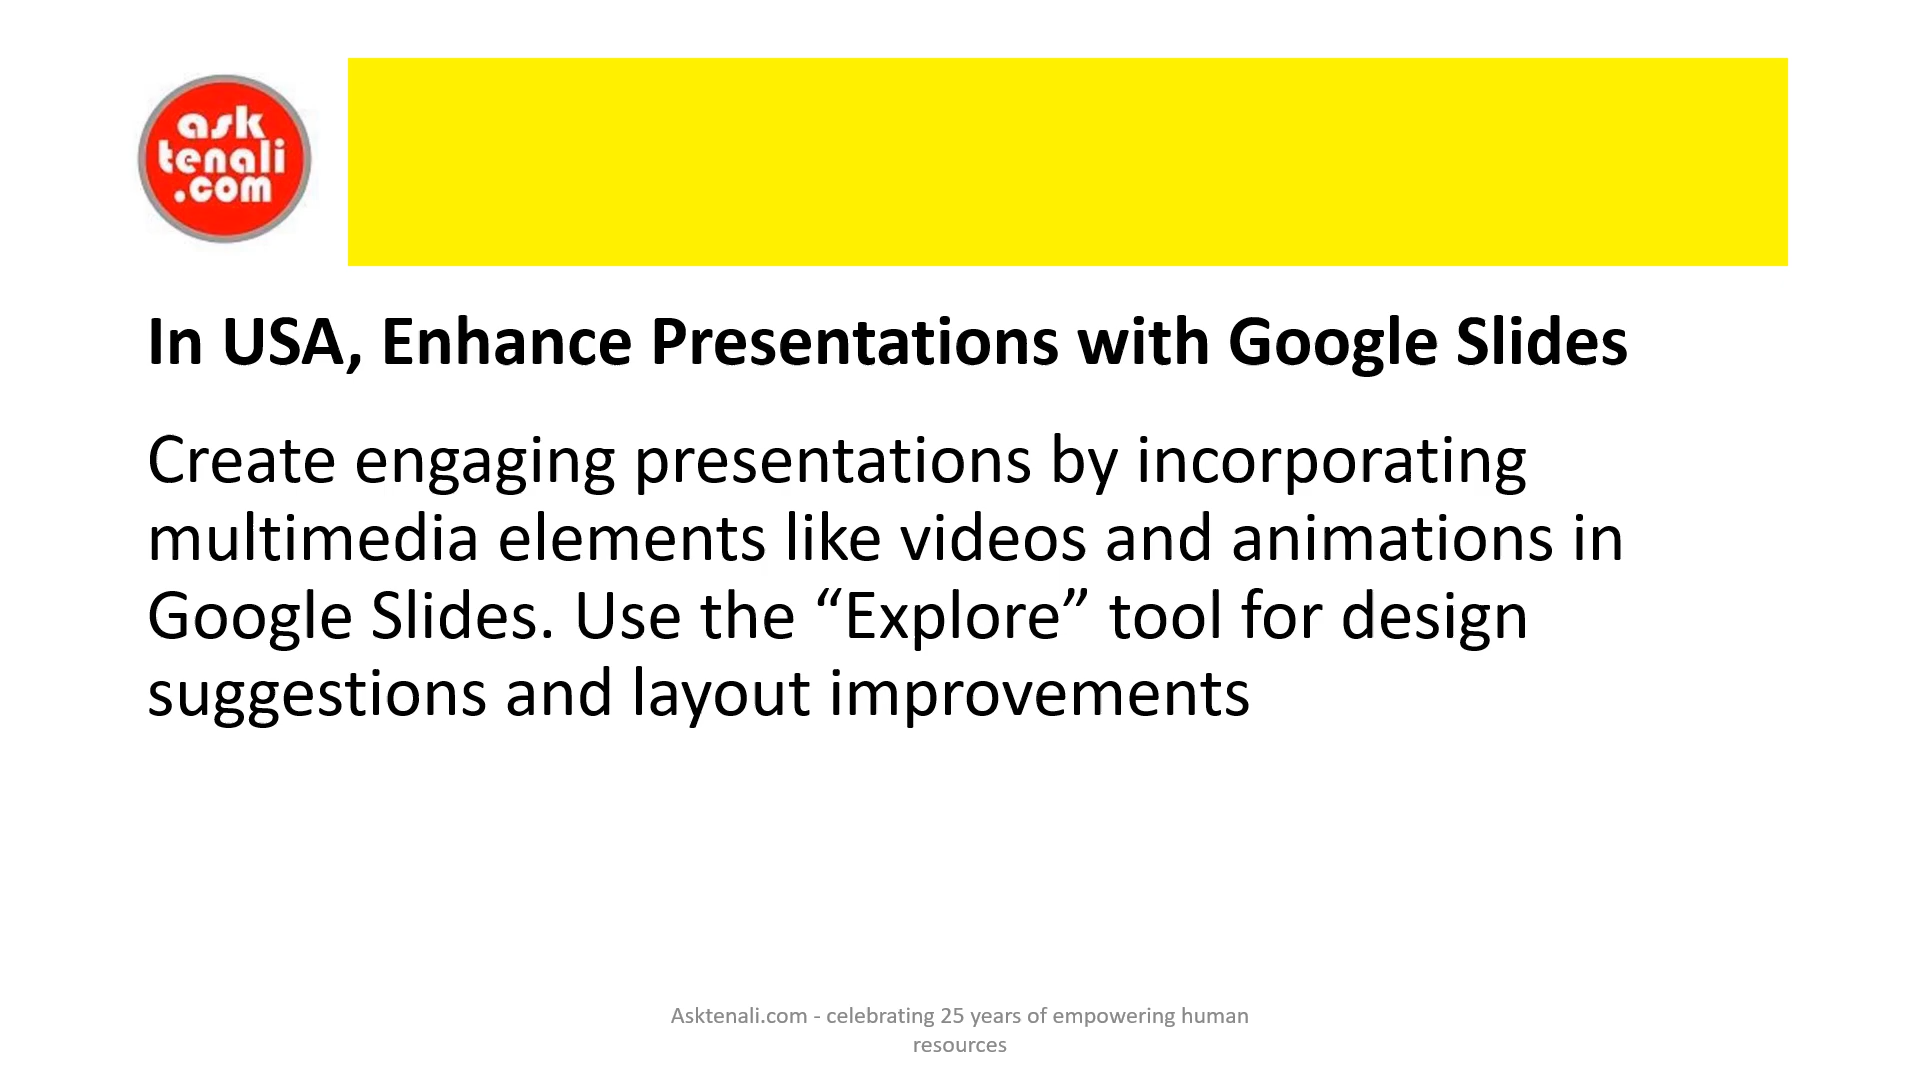 ask
tenali
.com
In USA, Enhance Presentations with Google Slides
Create engaging presentations by incorporating
multimedia elements like videos and animations in
Google Slides. Use the “Explore” tool for design
suggestions and layout improvements
Asktenali.com - celebrating 25 years of empowering human
resources